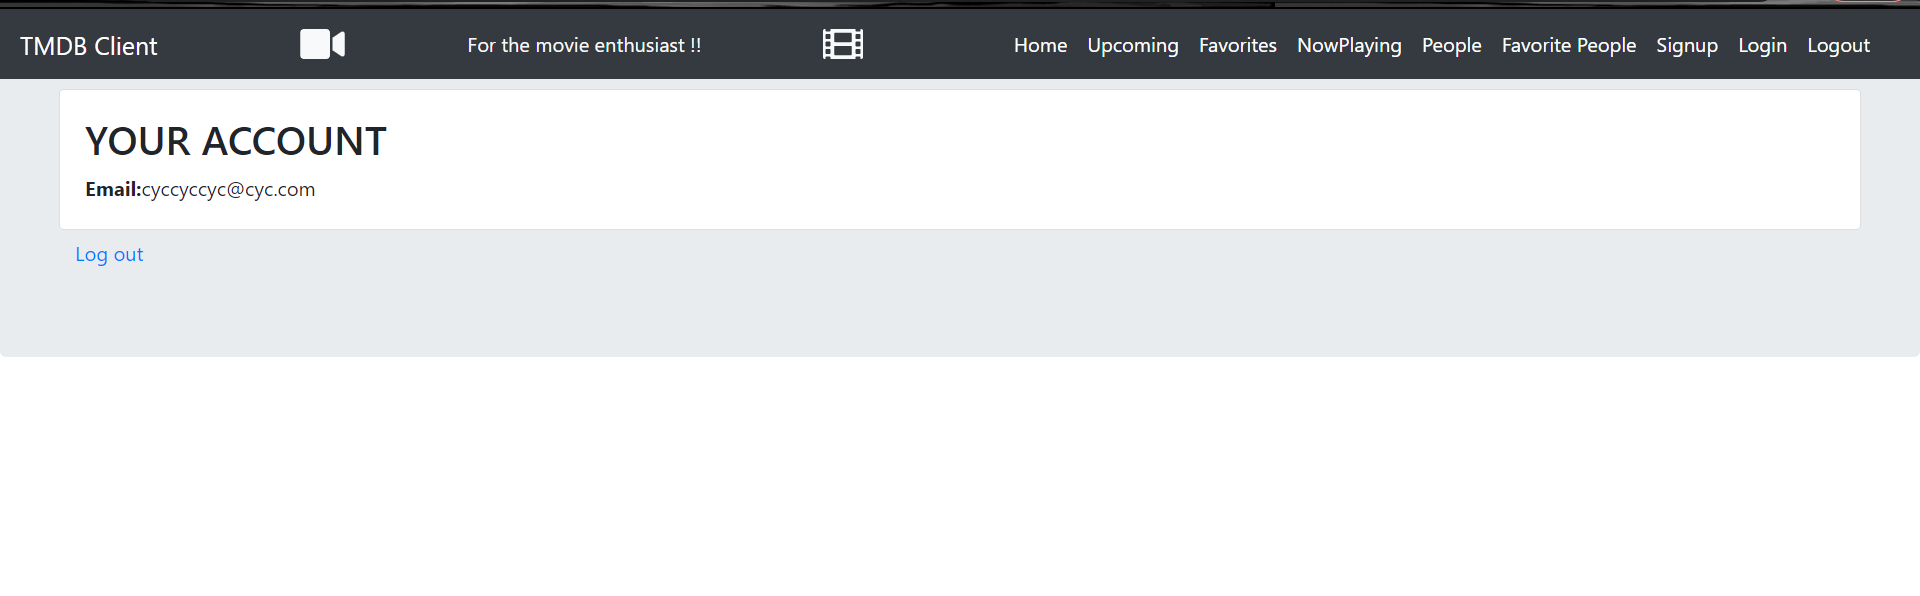 TMDB Client For the movie enthusiast !! Home Upcoming Favorites NowPlaying People Favorite People Signup Login Logout
YOUR ACCOUNT
Email:cyccyccyc@cyc.com
Log out